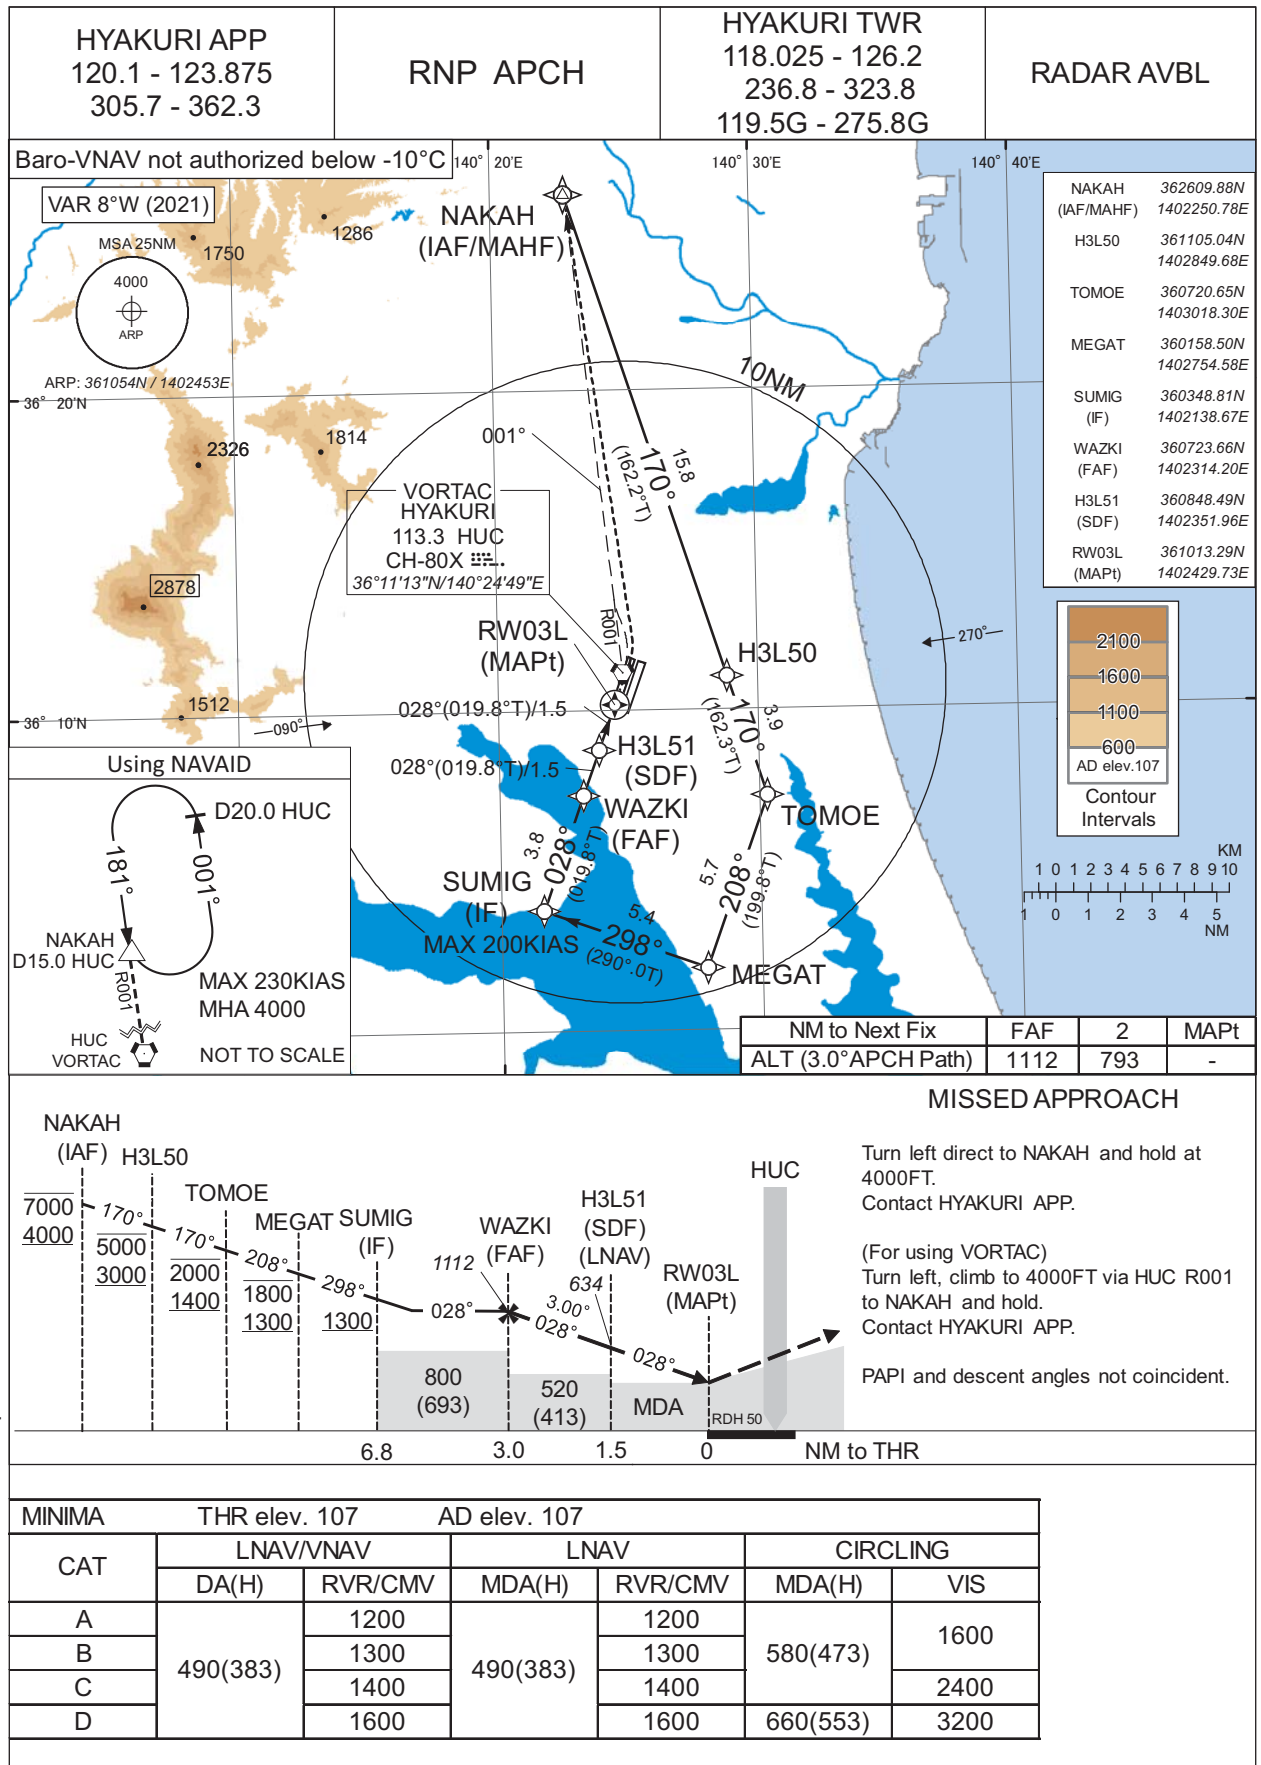 HYAKURI APP
120.1 - 123.875
305.7 - 362.3
RNP APCH
HYAKURI TWR
118.025 - 126.2
236.8 - 323.8
119.5G - 275.8G
RADAR AVBL
Baro-VNAV not authorized below -10°C
140° 20'E
140° 30'E
140° 40'E
VAR 8°W (2021)
MSA 25NM
4000
ARP
ARP: 361054N / 1402453E
1750
1286
NAKAH
(IAF/MAHF)
NAKAH 362609.88N
(IAF/MAHF) 1402250.78E
H3L50 361105.04N
1402849.68E
TOMOE 360720.65N
1403018.30E
MEGAT 360158.50N
1402754.58E
SUMIG 360348.81N
(IF) 1402138.67E
WAZKI 360723.66N
(FAF) 1402314.20E
H3L51 360848.49N
(SDF) 1402351.96E
RW03L 361013.29N
(MAPt) 1402429.73E
36° 20'N
10NM
2326
1814
001°
15.8
170°
(162.2°T)
VORTAC
HYAKURI
113.3 HUC
CH-80X
36°11'13"N/140°24'49"E
2878
R001
RW03L
(MAPt)
H3L50
270°
2100
1600
1100
600
AD elev.107
Contour
Intervals
1512
36° 10'N
090°
028°(019.8°T)/1.5
3.9
170°
(162.3°T)
H3L51
(SDF)
028°(019.8°T)/1.5
WAZKI
(FAF)
TOMOE
3.8
028°
(019.8°T)
5.7
208°
(199.8°T)
SUMIG
(IF)
MAX 200KIAS
5.4
298°
(290°.0T)
MEGAT
KM
1 0 1 2 3 4 5 6 7 8 9 10
1 0 1 2 3 4 5
NM
Using NAVAID
D20.0 HUC
181°
001°
NAKAH
D15.0 HUC
R001
MAX 230KIAS
MHA 4000
HUC
VORTAC
NOT TO SCALE
NM to Next Fix FAF 2 MAPt
ALT (3.0°APCH Path) 1112 793 -
MISSED APPROACH
Turn left direct to NAKAH and hold at
4000FT.
Contact HYAKURI APP.
(For using VORTAC)
Turn left, climb to 4000FT via HUC R001
to NAKAH and hold.
Contact HYAKURI APP.
PAPI and descent angles not coincident.
NAKAH
(IAF)
7000
4000
170°
H3L50
5000
3000
170°
TOMOE
2000
1400
208°
MEGAT
1800
1300
298°
SUMIG
(IF)
1300
028°
1112
WAZKI
(FAF)
3.00°
028°
634
H3L51
(SDF)
(LNAV)
028°
RW03L
(MAPt)
HUC
800
(693)
520
(413)
MDA
RDH 50
6.8 3.0 1.5 0 NM to THR
MINIMA THR elev. 107 AD elev. 107
CAT LNAV/VNAV LNAV CIRCLING
DA(H) RVR/CMV MDA(H) RVR/CMV MDA(H) VIS
A 490(383) 1200 490(383) 1200 580(473) 1600
B 1300 1300
C 1400 1400 2400
D 1600 1600 660(553) 3200